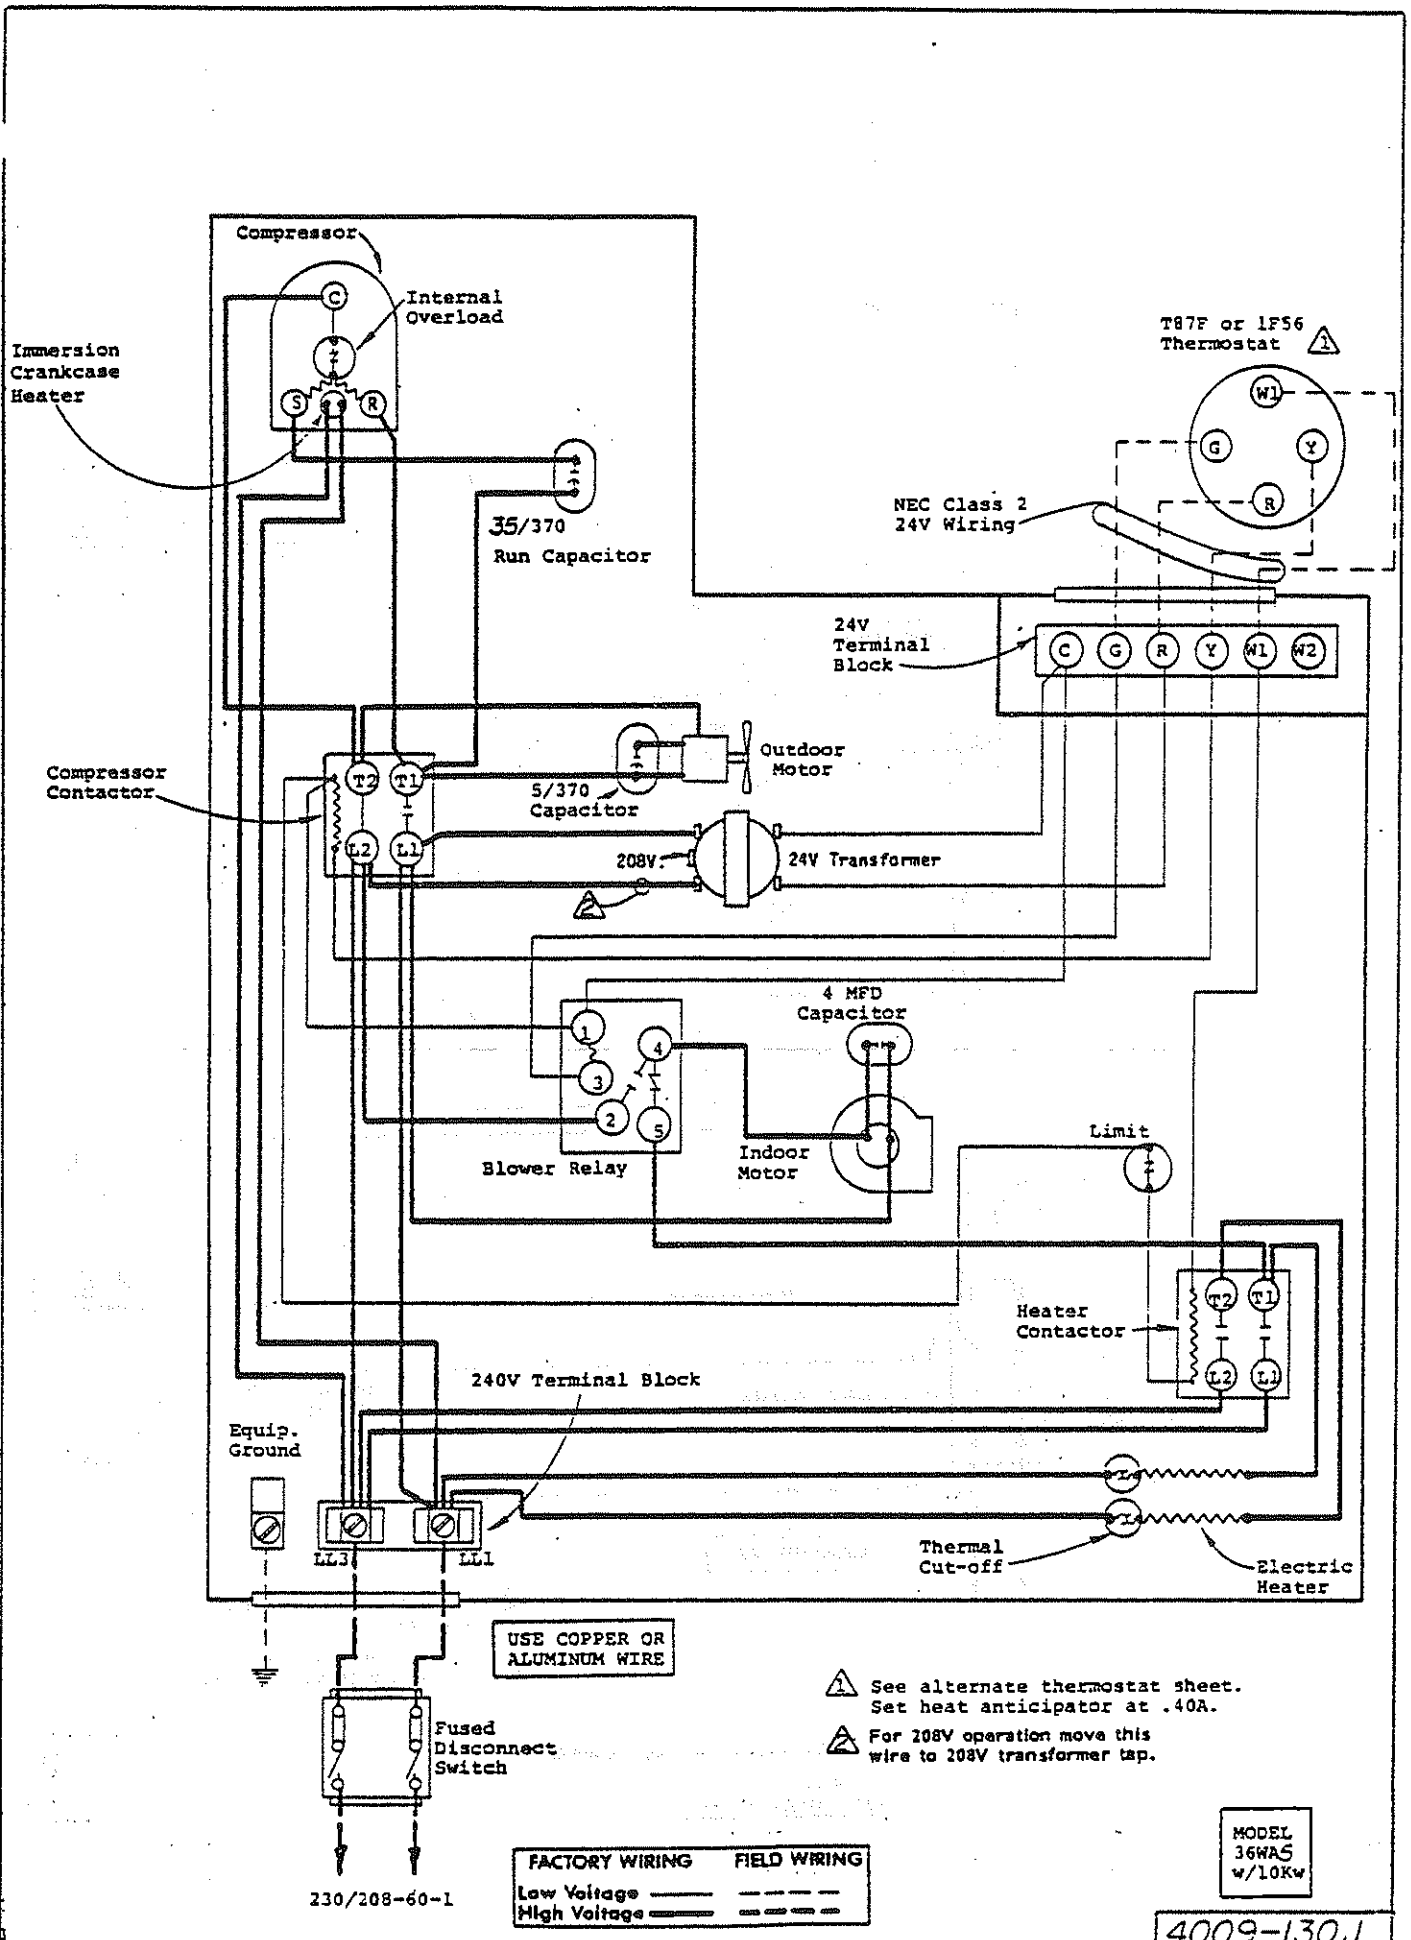 Compressor
C
Internal
Overload
Immersion
Crankcase
Heater
S
R
35/370
Run Capacitor
T87F or 1F56
Thermostat
1
W1
G
Y
R
NEC Class 2
24V Wiring
24V
Terminal
Block
C G R Y W1 W2
Compressor
Contactor
T2 T1
L2 L1
5/370
Capacitor
Outdoor
Motor
208V.
24V Transformer
2
4 MFD
Capacitor
1
4
3
2
5
Blower Relay
Indoor
Motor
Limit
Heater
Contactor
T2 T1
L2 L1
240V Terminal Block
Equip.
Ground
LL3
LL1
Thermal
Cut-off
Electric
Heater
USE COPPER OR
ALUMINUM WIRE
1 See alternate thermostat sheet.
Set heat anticipator at .40A.
2 For 208V operation move this
wire to 208V transformer tap.
Fused
Disconnect
Switch
230/208-60-1
FACTORY WIRING FIELD WIRING
Low Voltage
High Voltage
MODEL
36WA5
w/10Kw
4009-130J